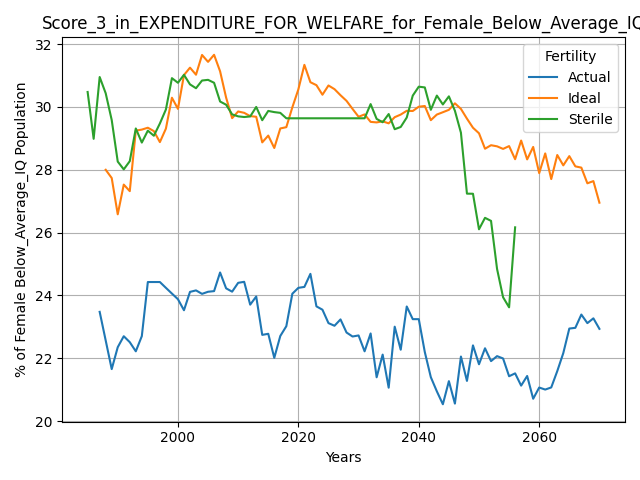 Score_3_in_EXPENDITURE_FOR_WELFARE_for_Female_Below_Average_IQ
Fertility
Actual
Ideal
Sterile
% of Female Below_Average_IQ Population
32
30
28
26
24
22
20
2000
2020
2040
2060
Years